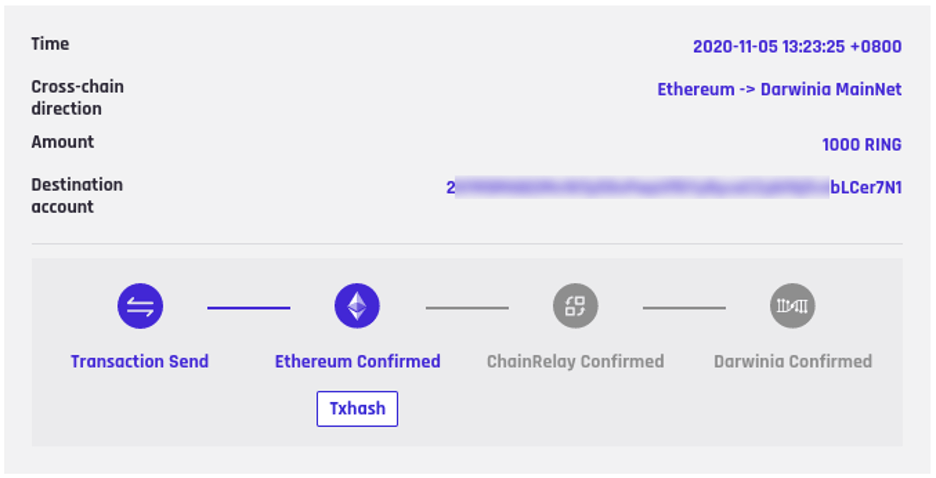 Time 2020-11-05 13:23:25 +0800
Cross-chain direction Ethereum -> Darwinia MainNet
Amount 1000 RING
Destination account 2 bLCer7N1
Transaction Send Ethereum Confirmed ChainRelay Confirmed Darwinia Confirmed
Txhash